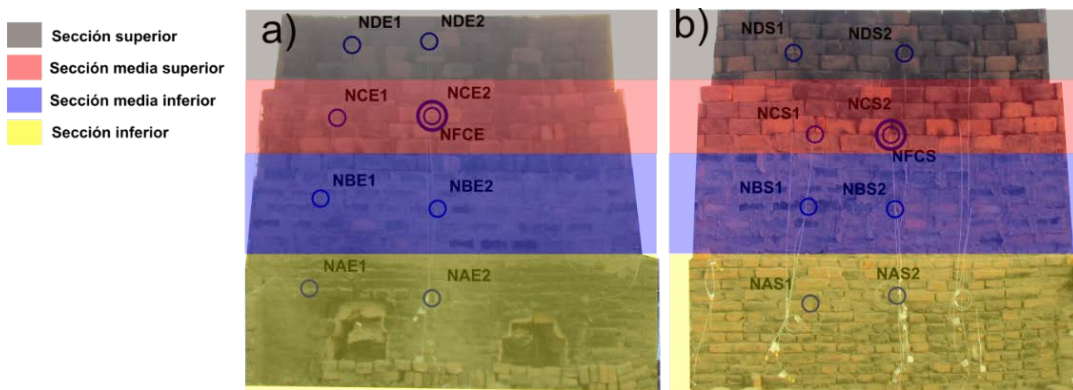 Sección superior
Sección media superior
Sección media inferior
Sección inferior
a)
NDE1 NDE2
NCE1 NCE2
NFCE
NBE1 NBE2
NAE1 NAE2
b)
NDS1 NDS2
NCS1 NCS2
NFCS
NBS1 NBS2
NAS1 NAS2